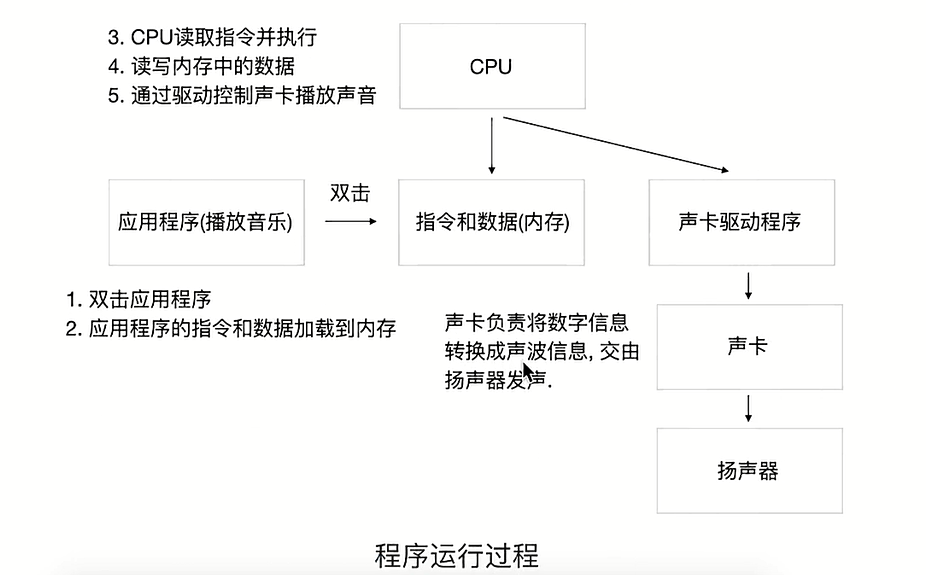 3. CPU读取指令并执行
4. 读写内存中的数据
5. 通过驱动控制声卡播放声音
CPU
应用程序(播放音乐)
双击
指令和数据(内存)
声卡驱动程序
1. 双击应用程序
2. 应用程序的指令和数据加载到内存
声卡负责将数字信息
转换成声波信息, 交由
扬声器发声.
声卡
扬声器
程序运行过程